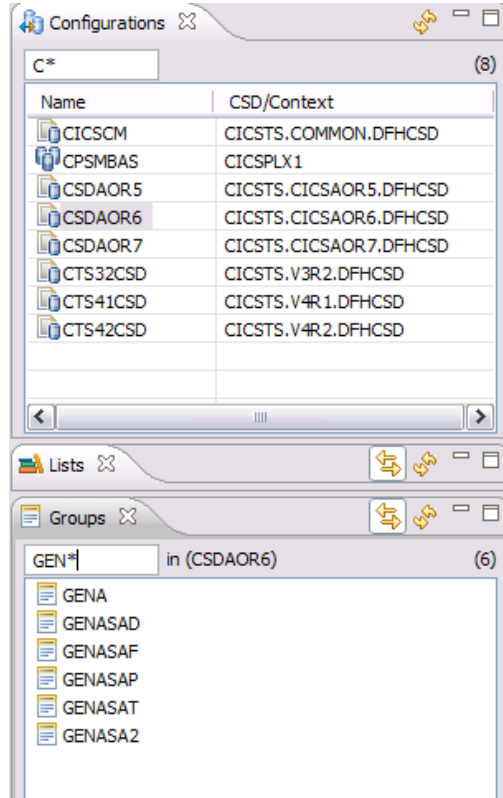 Configurations
C* (8)
Name CSD/Context
CICSCM CICSTS.COMMON.DFHCSD
CPSMBAS CICSPLX1
CSDAOR5 CICSTS.CICSAOR5.DFHCSD
CSDAOR6 CICSTS.CICSAOR6.DFHCSD
CSDAOR7 CICSTS.CICSAOR7.DFHCSD
CTS32CSD CICSTS.V3R2.DFHCSD
CTS41CSD CICSTS.V4R1.DFHCSD
CTS42CSD CICSTS.V4R2.DFHCSD
Lists
Groups
GEN* in (CSDAOR6) (6)
GENA
GENASAD
GENASAF
GENASAP
GENASAT
GENASA2